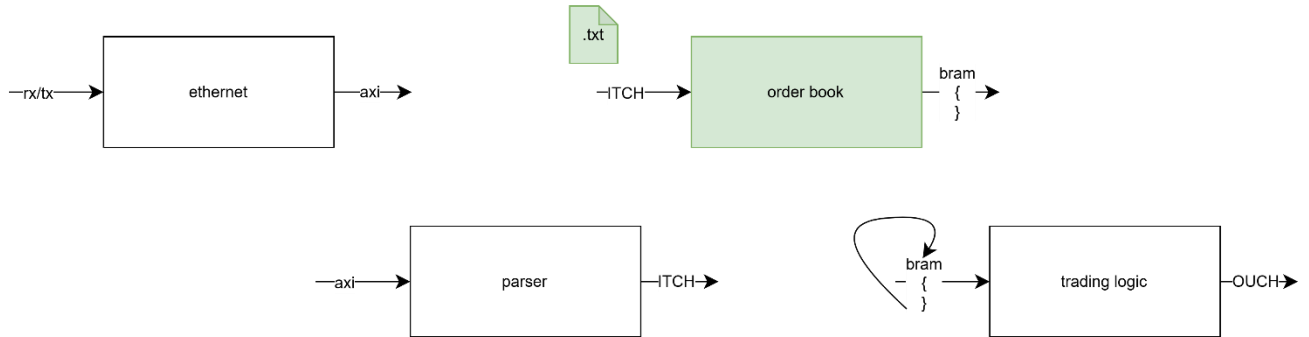 .txt
rx/tx
ethernet
axi
ITCH
order book
bram
{
}
axi
parser
ITCH
bram
{
}
trading logic
OUCH